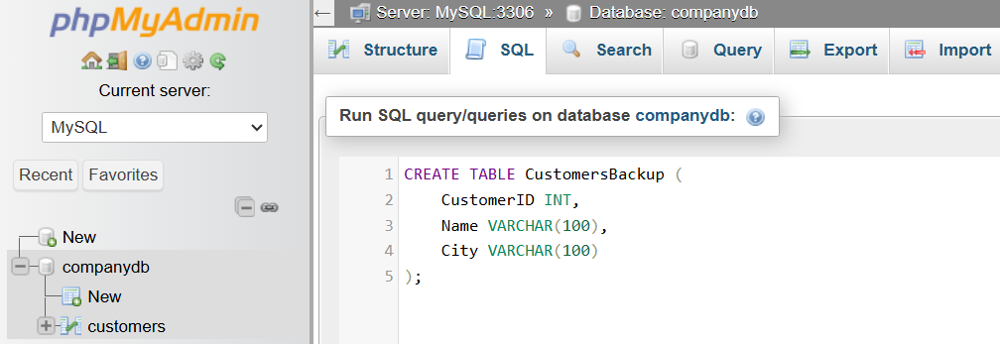 phpMyAdmin
Current server:
MySQL
Recent Favorites
New
companydb
New
customers
← Server: MySQL:3306 » Database: companydb
Structure SQL Search Query Export Import
Run SQL query/queries on database companydb:
1 CREATE TABLE CustomersBackup (
2 CustomerID INT,
3 Name VARCHAR(100),
4 City VARCHAR(100)
5 );